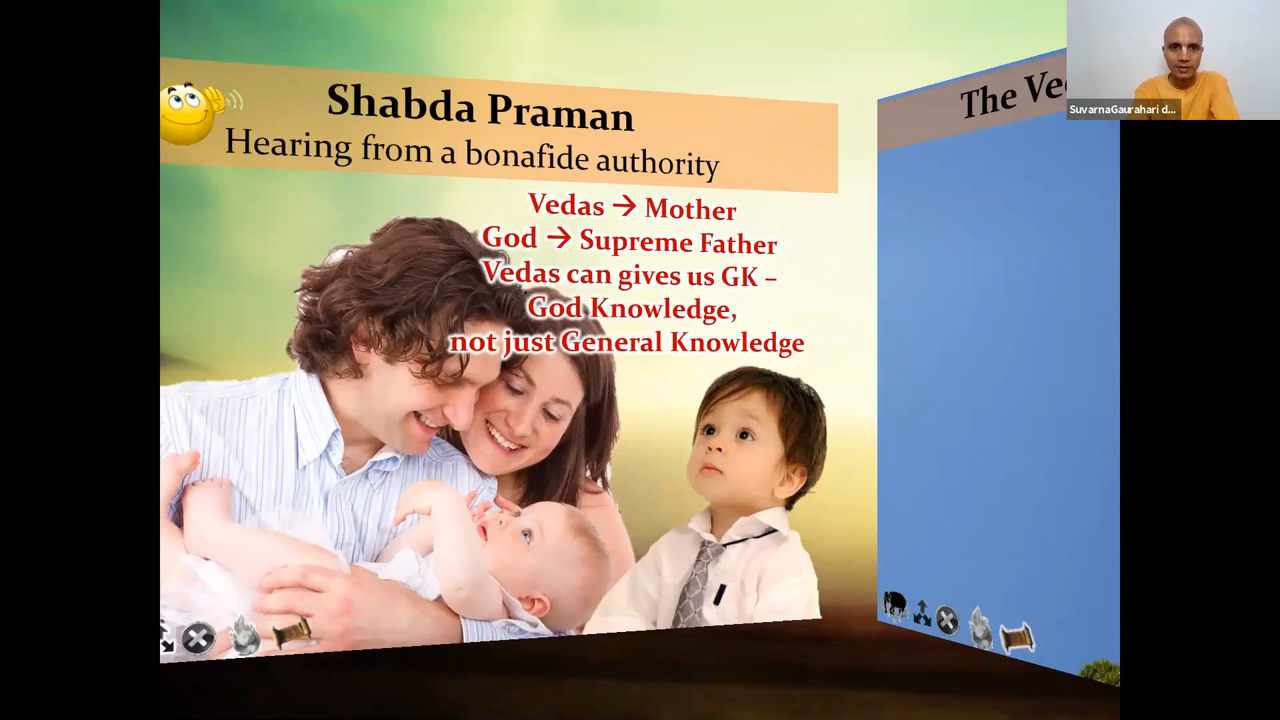 Shabda Praman
Hearing from a bonafide authority
Vedas → Mother
God → Supreme Father
Vedas can gives us GK –
God Knowledge,
not just General Knowledge
The
SuvarnaGaurahari d...